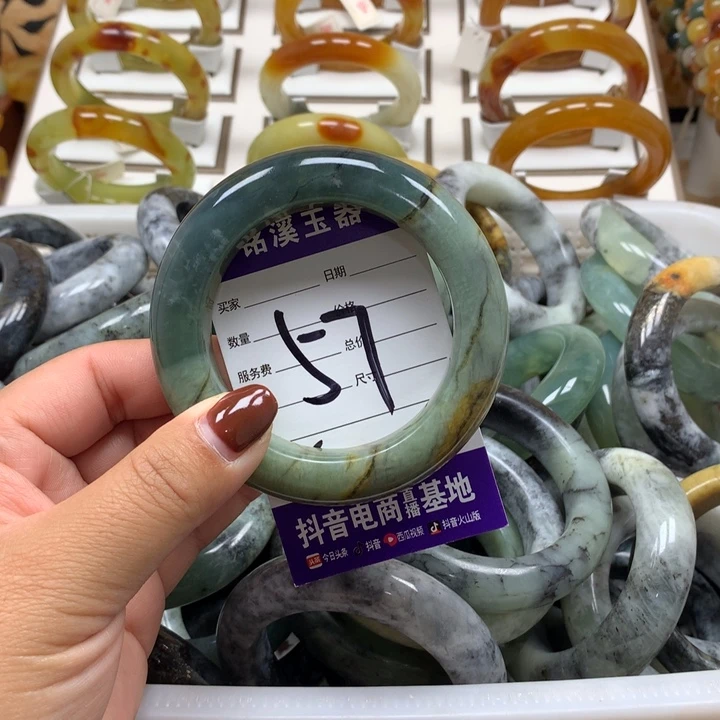 铭溪玉器
日期
买家
价格
数量
总价
服务费
尺寸
57
抖音电商直播基地
今日头条 抖音 西瓜视频 抖音火山版